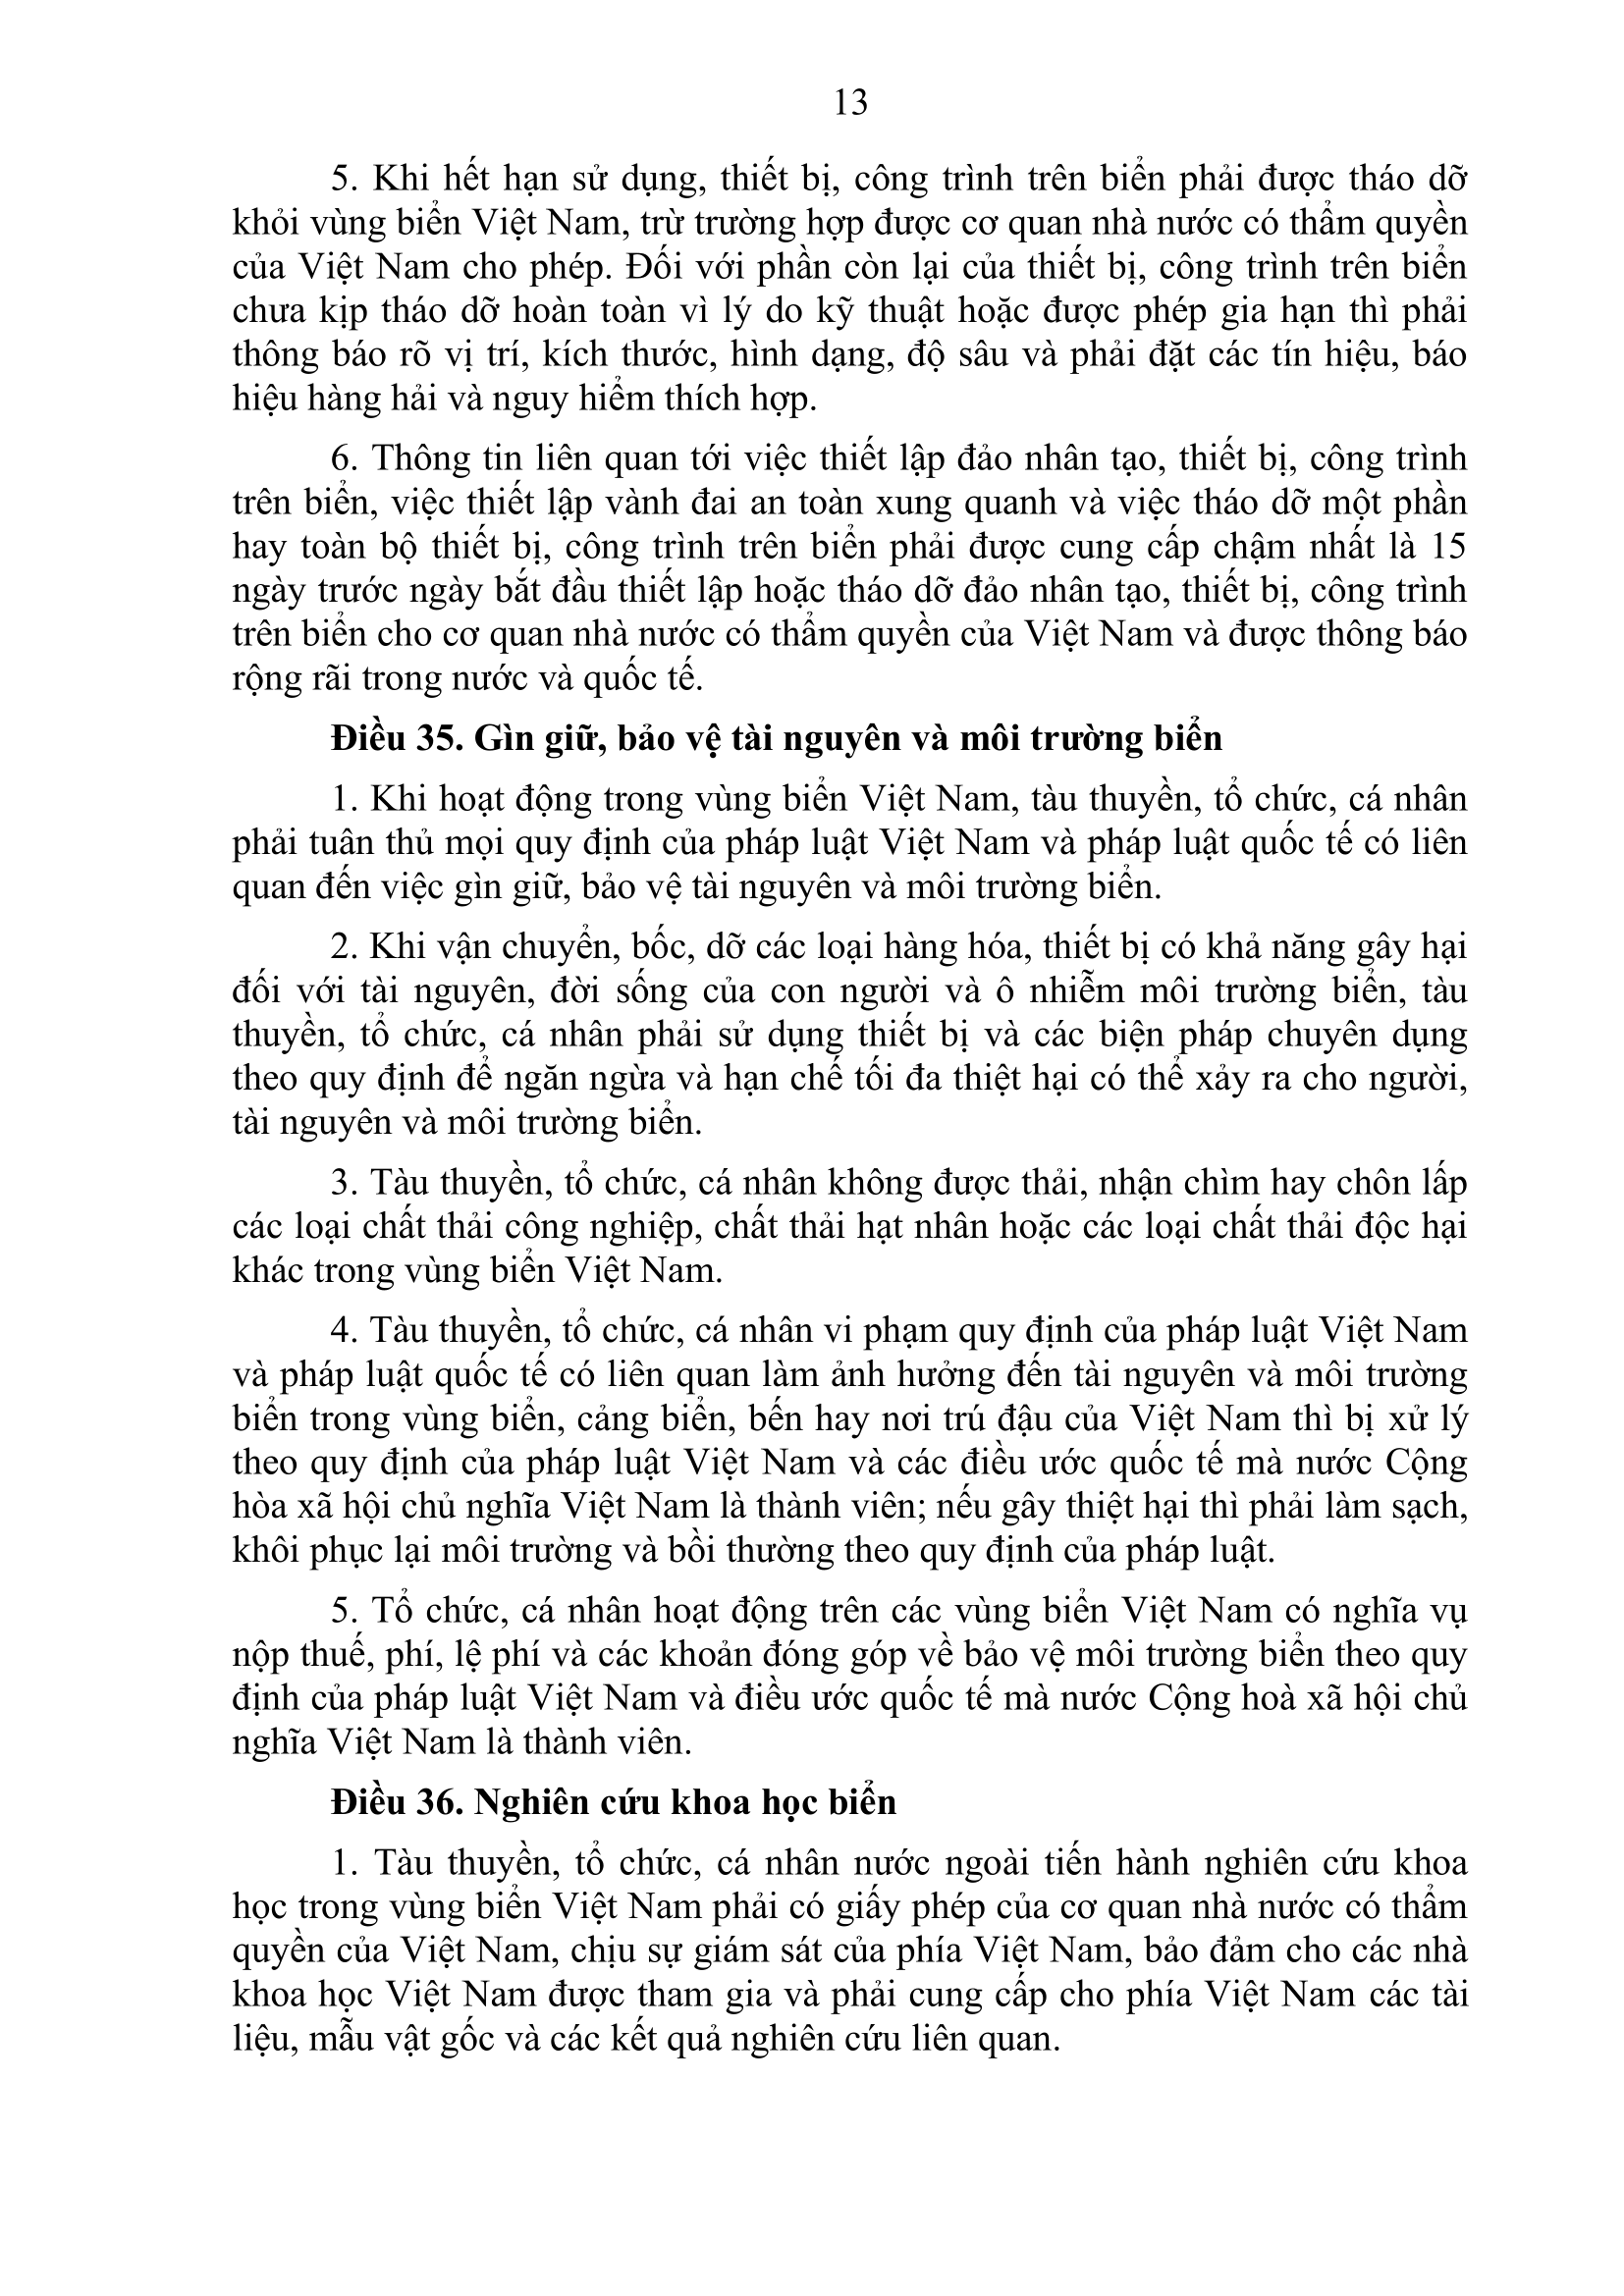 13
5. Khi hết hạn sử dụng, thiết bị, công trình trên biển phải được tháo dỡ
khỏi vùng biển Việt Nam, trừ trường hợp được cơ quan nhà nước có thẩm quyền
của Việt Nam cho phép. Đối với phần còn lại của thiết bị, công trình trên biển
chưa kịp tháo dỡ hoàn toàn vì lý do kỹ thuật hoặc được phép gia hạn thì phải
thông báo rõ vị trí, kích thước, hình dạng, độ sâu và phải đặt các tín hiệu, báo
hiệu hàng hải và nguy hiểm thích hợp.
6. Thông tin liên quan tới việc thiết lập đảo nhân tạo, thiết bị, công trình
trên biển, việc thiết lập vành đai an toàn xung quanh và việc tháo dỡ một phần
hay toàn bộ thiết bị, công trình trên biển phải được cung cấp chậm nhất là 15
ngày trước ngày bắt đầu thiết lập hoặc tháo dỡ đảo nhân tạo, thiết bị, công trình
trên biển cho cơ quan nhà nước có thẩm quyền của Việt Nam và được thông báo
rộng rãi trong nước và quốc tế.
Điều 35. Gìn giữ, bảo vệ tài nguyên và môi trường biển
1. Khi hoạt động trong vùng biển Việt Nam, tàu thuyền, tổ chức, cá nhân
phải tuân thủ mọi quy định của pháp luật Việt Nam và pháp luật quốc tế có liên
quan đến việc gìn giữ, bảo vệ tài nguyên và môi trường biển.
2. Khi vận chuyển, bốc, dỡ các loại hàng hóa, thiết bị có khả năng gây hại
đối với tài nguyên, đời sống của con người và ô nhiễm môi trường biển, tàu
thuyền, tổ chức, cá nhân phải sử dụng thiết bị và các biện pháp chuyên dụng
theo quy định để ngăn ngừa và hạn chế tối đa thiệt hại có thể xảy ra cho người,
tài nguyên và môi trường biển.
3. Tàu thuyền, tổ chức, cá nhân không được thải, nhận chìm hay chôn lấp
các loại chất thải công nghiệp, chất thải hạt nhân hoặc các loại chất thải độc hại
khác trong vùng biển Việt Nam.
4. Tàu thuyền, tổ chức, cá nhân vi phạm quy định của pháp luật Việt Nam
và pháp luật quốc tế có liên quan làm ảnh hưởng đến tài nguyên và môi trường
biển trong vùng biển, cảng biển, bến hay nơi trú đậu của Việt Nam thì bị xử lý
theo quy định của pháp luật Việt Nam và các điều ước quốc tế mà nước Cộng
hòa xã hội chủ nghĩa Việt Nam là thành viên; nếu gây thiệt hại thì phải làm sạch,
khôi phục lại môi trường và bồi thường theo quy định của pháp luật.
5. Tổ chức, cá nhân hoạt động trên các vùng biển Việt Nam có nghĩa vụ
nộp thuế, phí, lệ phí và các khoản đóng góp về bảo vệ môi trường biển theo quy
định của pháp luật Việt Nam và điều ước quốc tế mà nước Cộng hoà xã hội chủ
nghĩa Việt Nam là thành viên.
Điều 36. Nghiên cứu khoa học biển
1. Tàu thuyền, tổ chức, cá nhân nước ngoài tiến hành nghiên cứu khoa
học trong vùng biển Việt Nam phải có giấy phép của cơ quan nhà nước có thẩm
quyền của Việt Nam, chịu sự giám sát của phía Việt Nam, bảo đảm cho các nhà
khoa học Việt Nam được tham gia và phải cung cấp cho phía Việt Nam các tài
liệu, mẫu vật gốc và các kết quả nghiên cứu liên quan.